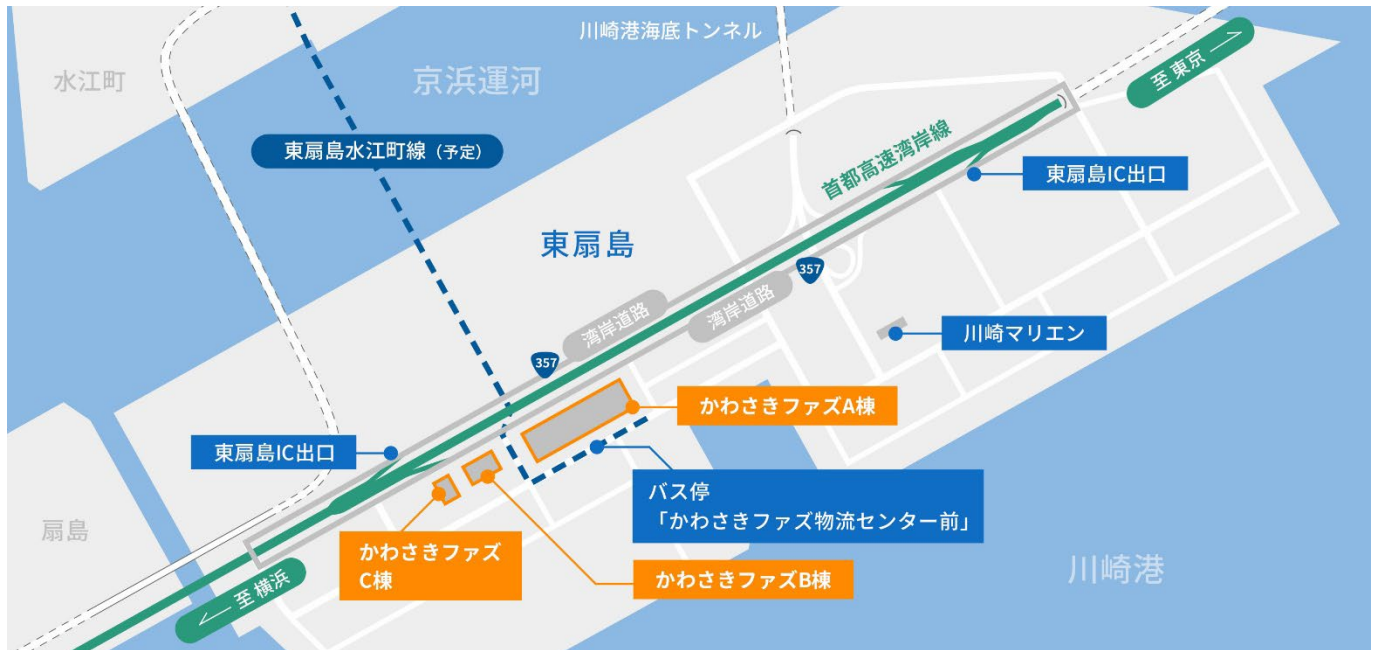 川崎港海底トンネル
至 東京
水江町
京浜運河
東扇島水江町線（予定）
首都高速湾岸線
東扇島IC出口
東扇島
357
湾岸道路
湾岸道路
川崎マリエン
357
かわさきファズA棟
東扇島IC出口
バス停
「かわさきファズ物流センター前」
扇島
かわさきファズ
C棟
かわさきファズB棟
川崎港
至 横浜